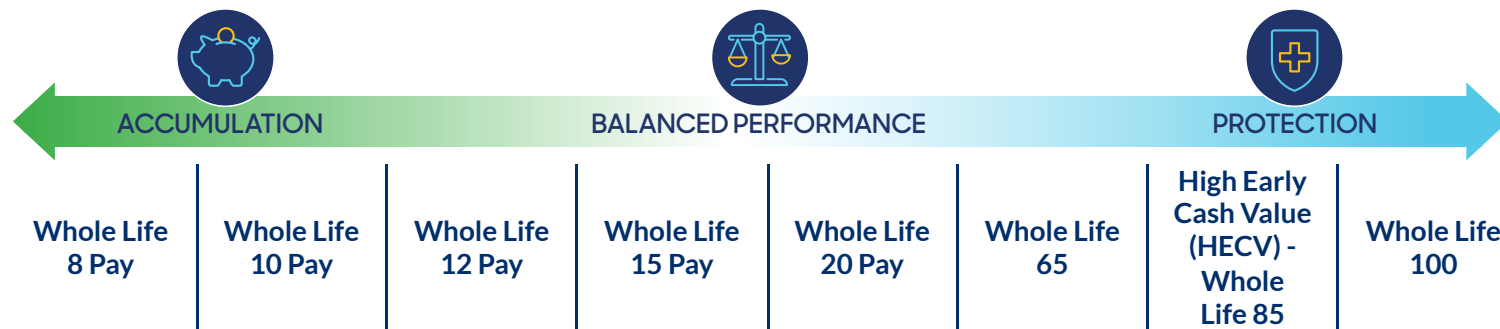 ACCUMULATION
BALANCED PERFORMANCE
PROTECTION
Whole Life
8 Pay
Whole Life
10 Pay
Whole Life
12 Pay
Whole Life
15 Pay
Whole Life
20 Pay
Whole Life
65
High Early
Cash Value
(HECV) -
Whole
Life 85
Whole Life
100